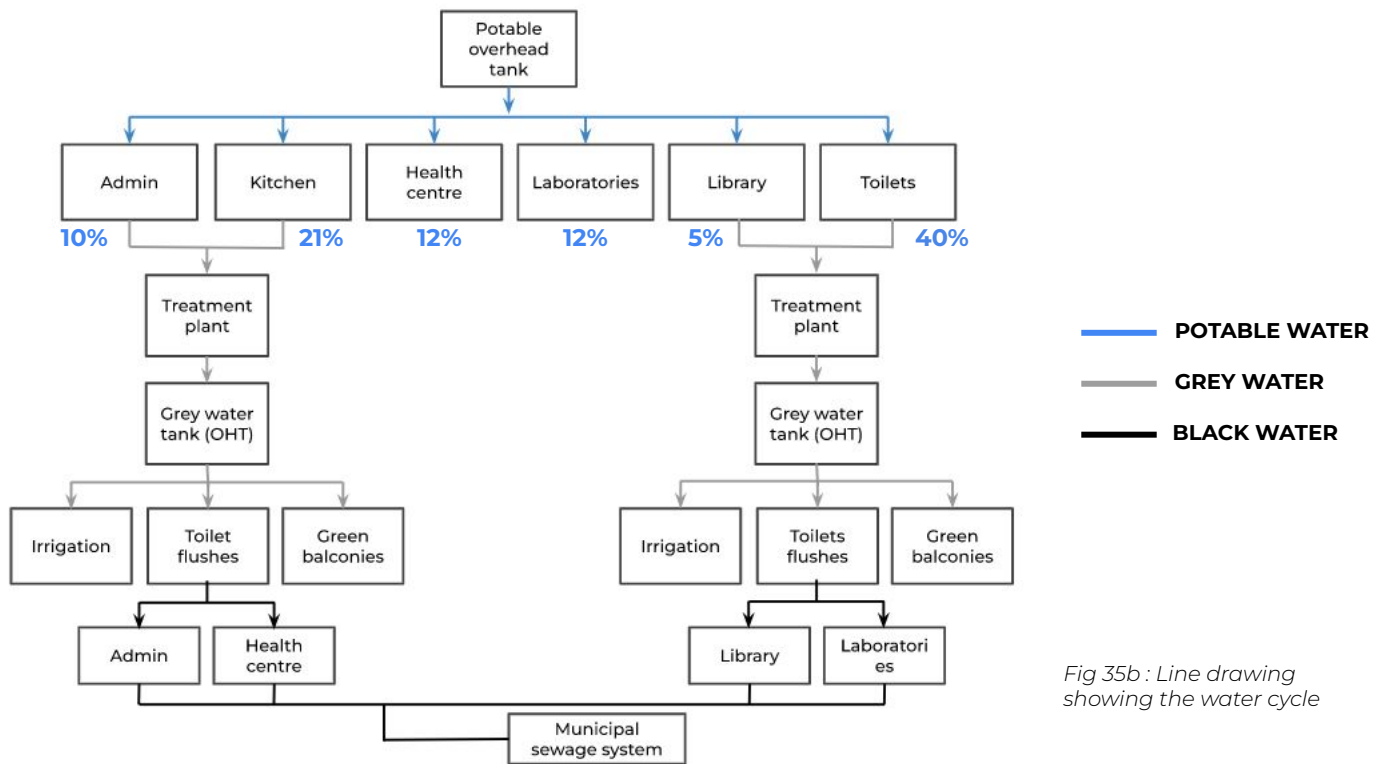 Potable
overhead
tank
Admin
Kitchen
Health
centre
Laboratories
Library
Toilets
10%
21%
12%
12%
5%
40%
Treatment
plant
Treatment
plant
Grey water
tank (OHT)
Grey water
tank (OHT)
Irrigation
Toilet
flushes
Green
balconies
Irrigation
Toilets
flushes
Green
balconies
Admin
Health
centre
Library
Laboratori
es
Municipal
sewage system
POTABLE WATER
GREY WATER
BLACK WATER
Fig 35b : Line drawing
showing the water cycle